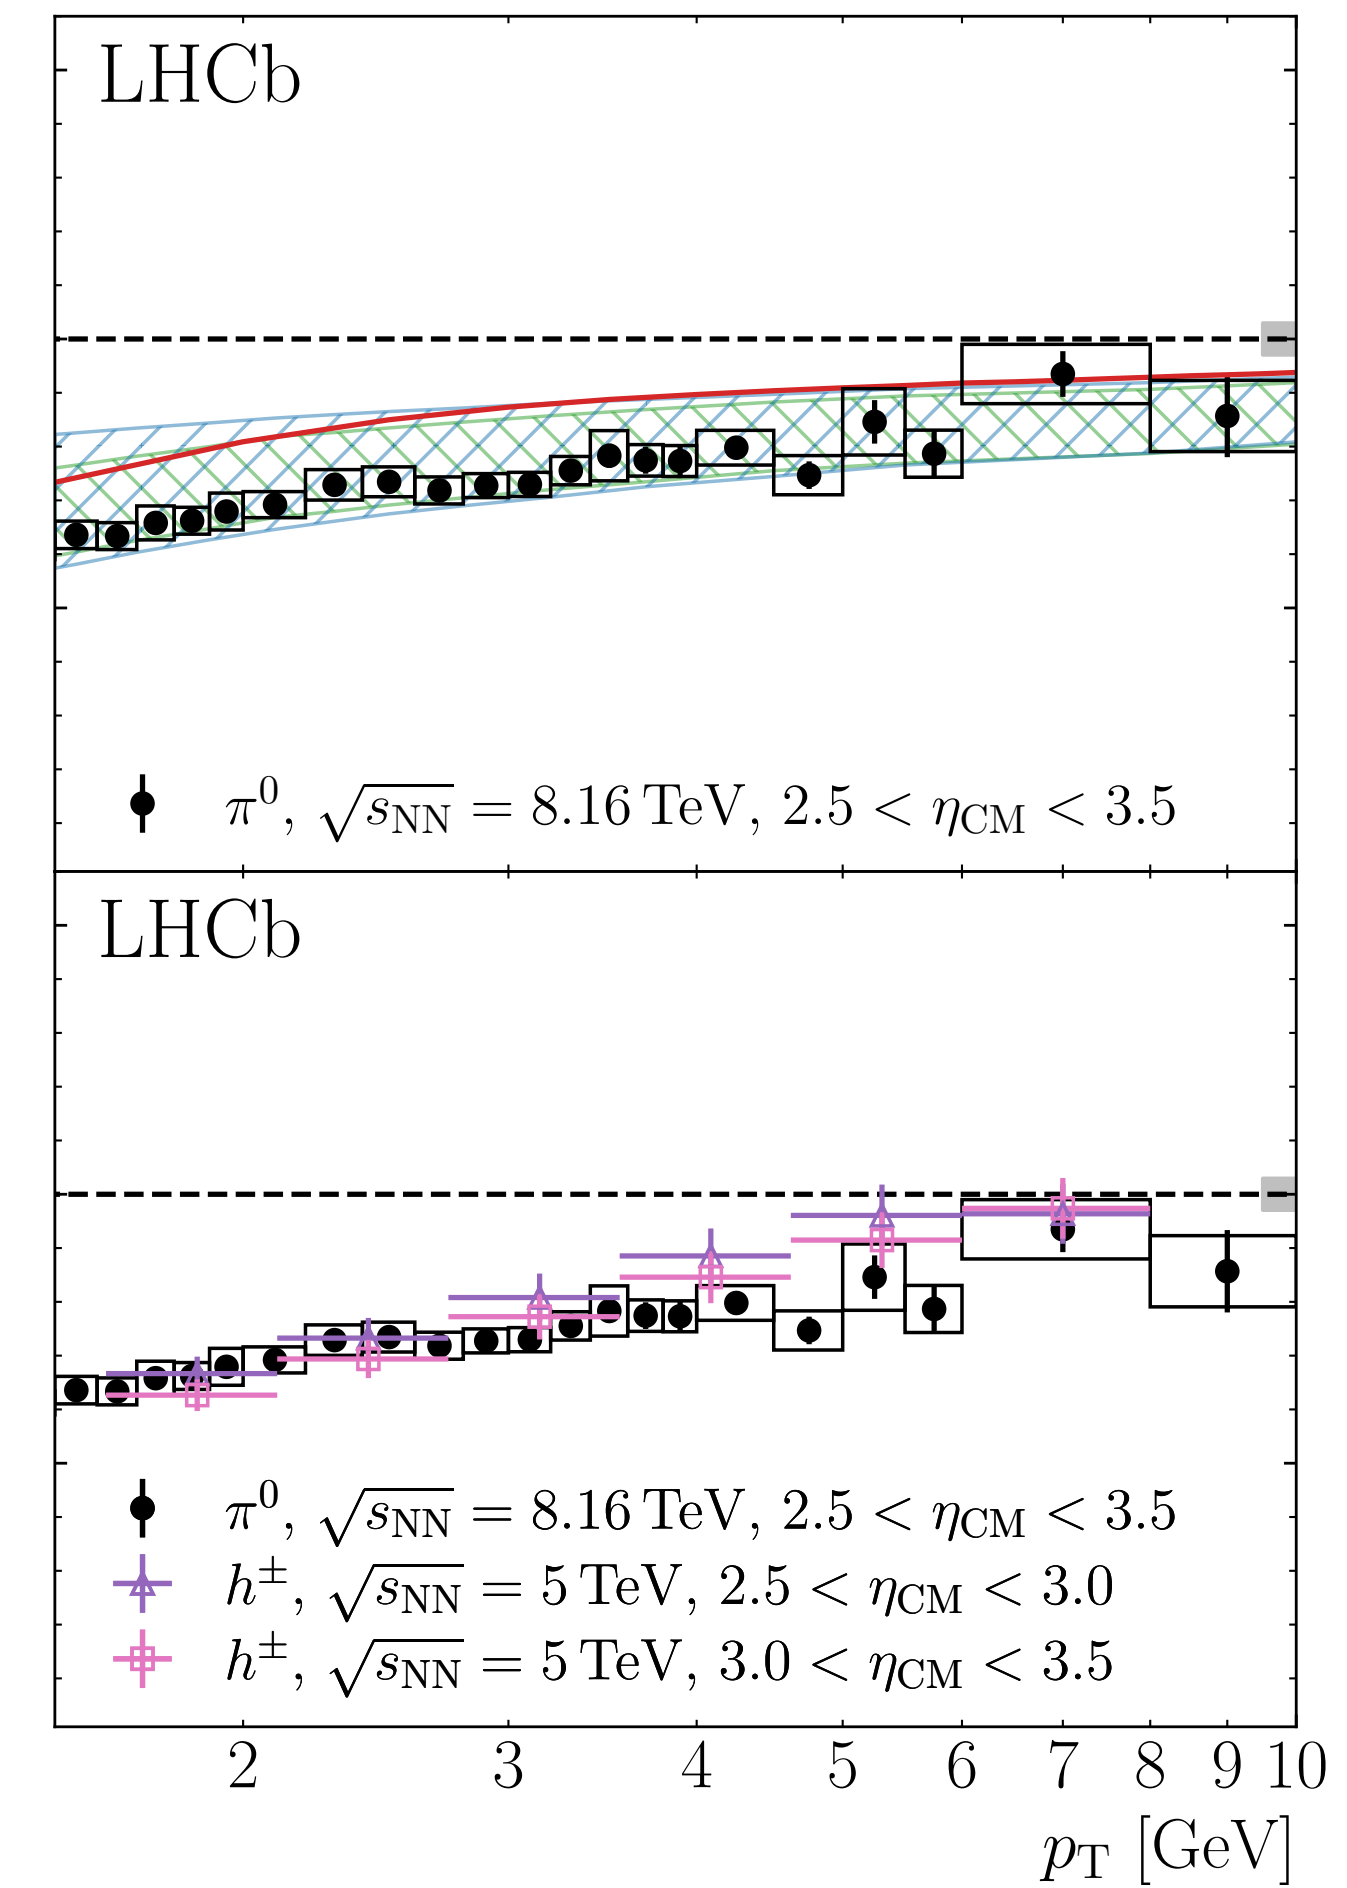 LHCb
π⁰, √s_NN = 8.16 TeV, 2.5 < η_CM < 3.5
LHCb
π⁰, √s_NN = 8.16 TeV, 2.5 < η_CM < 3.5
h^±, √s_NN = 5 TeV, 2.5 < η_CM < 3.0
h^±, √s_NN = 5 TeV, 3.0 < η_CM < 3.5
2 3 4 5 6 7 8 9 10
p_T [GeV]